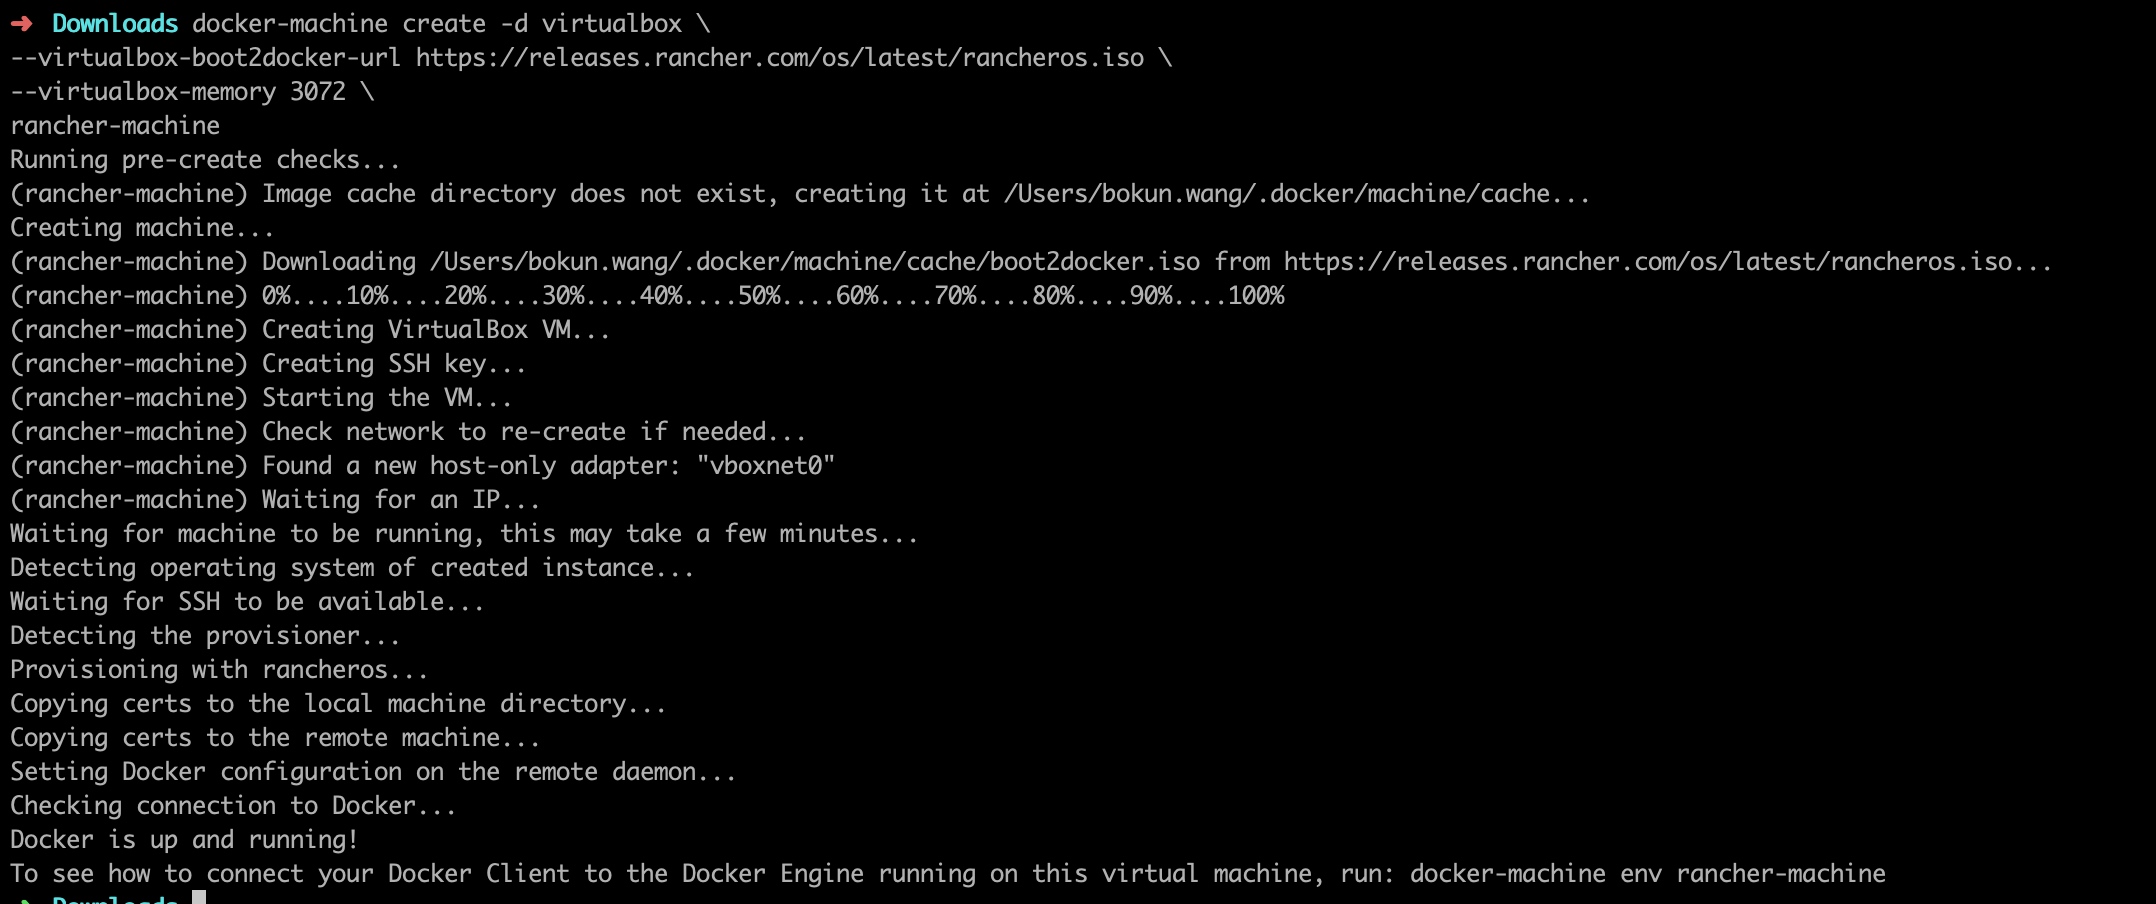 ➜ Downloads docker-machine create -d virtualbox \
--virtualbox-boot2docker-url https://releases.rancher.com/os/latest/rancheros.iso \
--virtualbox-memory 3072 \
rancher-machine
Running pre-create checks...
(rancher-machine) Image cache directory does not exist, creating it at /Users/bokun.wang/.docker/machine/cache...
Creating machine...
(rancher-machine) Downloading /Users/bokun.wang/.docker/machine/cache/boot2docker.iso from https://releases.rancher.com/os/latest/rancheros.iso...
(rancher-machine) 0%....10%....20%....30%....40%....50%....60%....70%....80%....90%....100%
(rancher-machine) Creating VirtualBox VM...
(rancher-machine) Creating SSH key...
(rancher-machine) Starting the VM...
(rancher-machine) Check network to re-create if needed...
(rancher-machine) Found a new host-only adapter: "vboxnet0"
(rancher-machine) Waiting for an IP...
Waiting for machine to be running, this may take a few minutes...
Detecting operating system of created instance...
Waiting for SSH to be available...
Detecting the provisioner...
Provisioning with rancheros...
Copying certs to the local machine directory...
Copying certs to the remote machine...
Setting Docker configuration on the remote daemon...
Checking connection to Docker...
Docker is up and running!
To see how to connect your Docker Client to the Docker Engine running on this virtual machine, run: docker-machine env rancher-machine
➜ Downloads